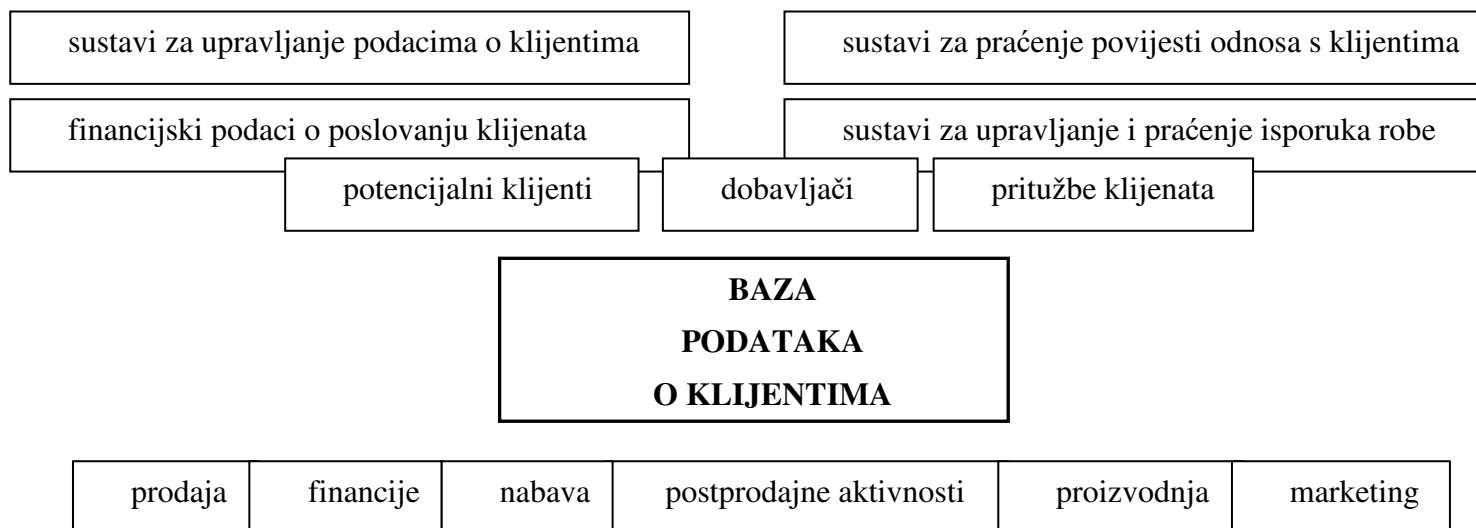 sustavi za upravljanje podacima o klijentima
sustavi za praćenje povijesti odnosa s klijentima
financijski podaci o poslovanju klijenata
sustavi za upravljanje i praćenje isporuka robe
potencijalni klijenti
dobavljači
pritužbe klijenata
BAZA
PODATAKA
O KLIJENTIMA
prodaja
financije
nabava
postprodajne aktivnosti
proizvodnja
marketing